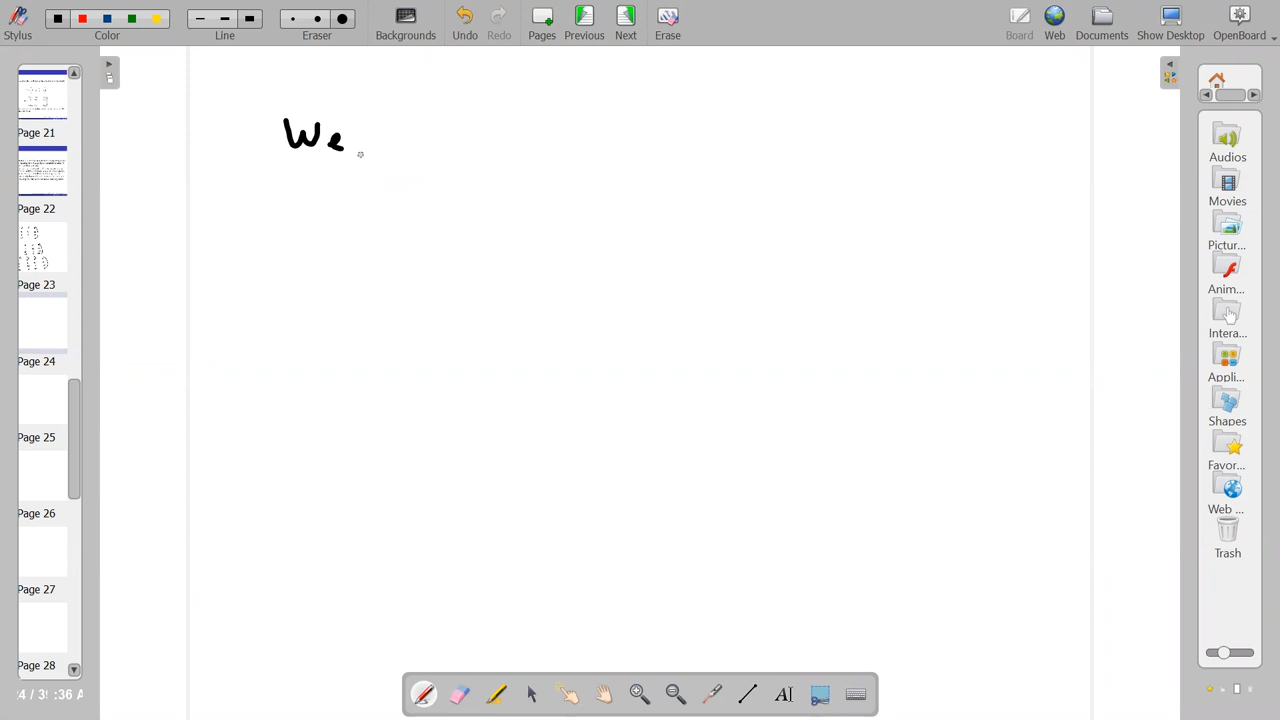 Stylus Color Line Eraser Backgrounds Undo Redo Pages Previous Next Erase Board Web Documents Show Desktop OpenBoard
We
Page 21
Page 22
Page 23
Page 24
Page 25
Page 26
Page 27
Page 28
Audios
Movies
Pictur...
Anim...
Intera...
Appli...
Shapes
Favor...
Web ...
Trash
AI